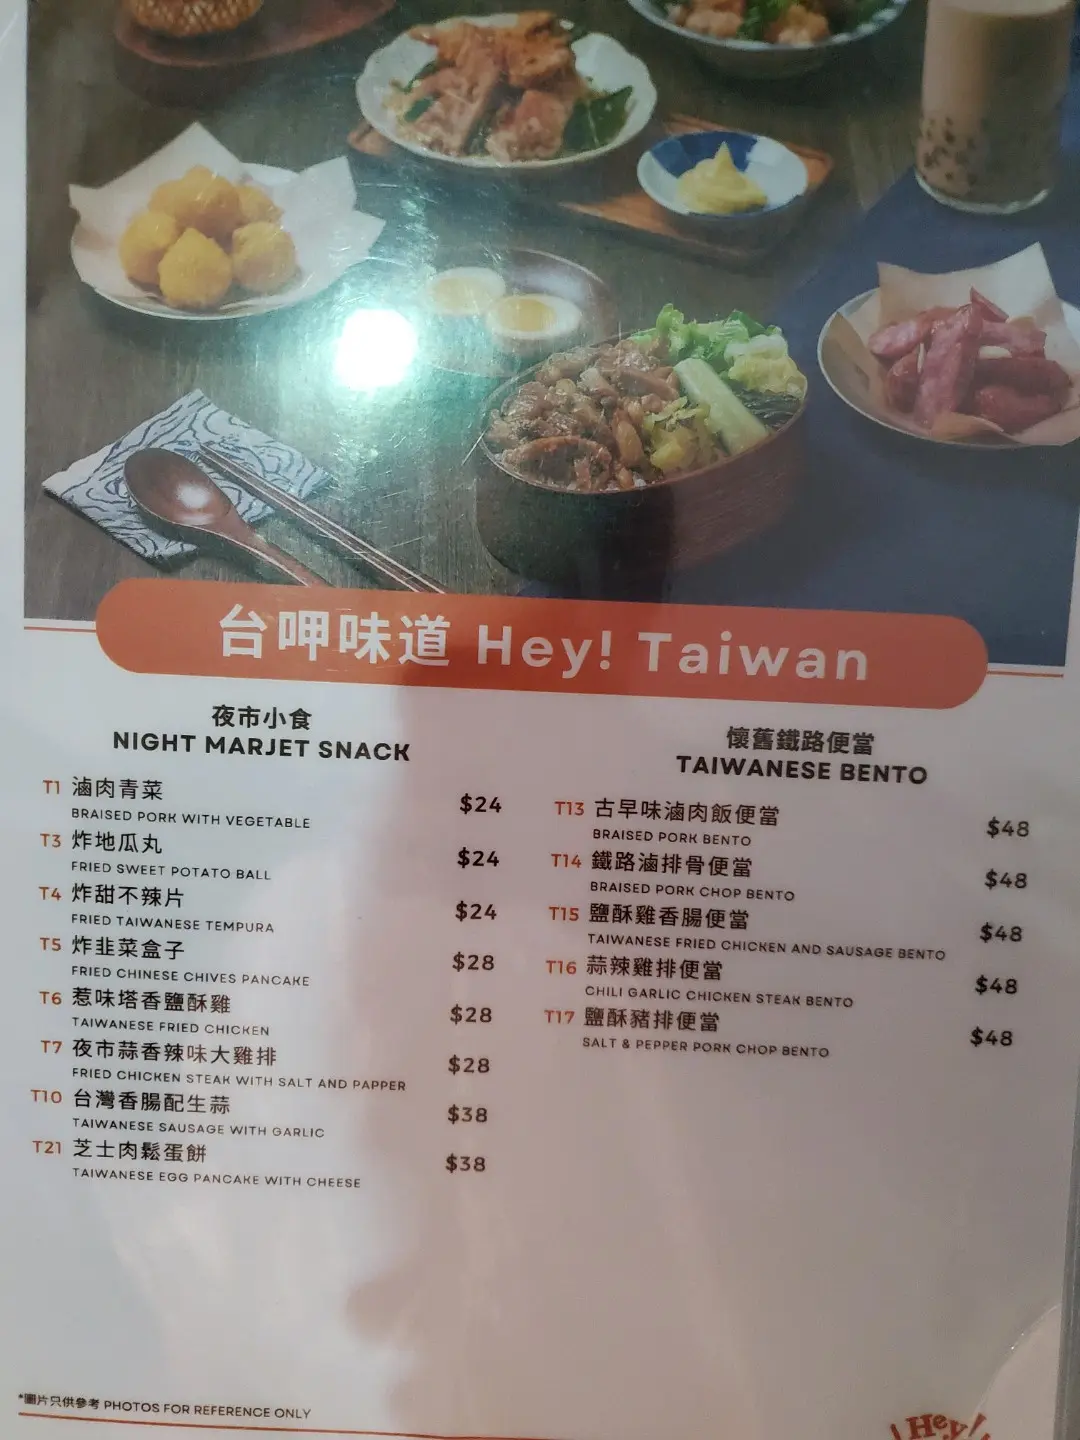 台呷味道 Hey! Taiwan
夜市小食
NIGHT MARJET SNACK
T1 滷肉青菜 $24
BRAISED PORK WITH VEGETABLE
T3 炸地瓜丸 $24
FRIED SWEET POTATO BALL
T4 炸甜不辣片 $24
FRIED TAIWANESE TEMPURA
T5 炸韭菜盒子 $28
FRIED CHINESE CHIVES PANCAKE
T6 惹味塔香鹽酥雞 $28
TAIWANESE FRIED CHICKEN
T7 夜市蒜香辣味大雞排 $28
FRIED CHICKEN STEAK WITH SALT AND PAPPER
T10 台灣香腸配生蒜 $38
TAIWANESE SAUSAGE WITH GARLIC
T21 芝士肉鬆蛋餅 $38
TAIWANESE EGG PANCAKE WITH CHEESE
懷舊鐵路便當
TAIWANESE BENTO
T13 古早味滷肉飯便當 $48
BRAISED PORK BENTO
T14 鐵路滷排骨便當 $48
BRAISED PORK CHOP BENTO
T15 鹽酥雞香腸便當 $48
TAIWANESE FRIED CHICKEN AND SAUSAGE BENTO
T16 蒜辣雞排便當 $48
CHILI GARLIC CHICKEN STEAK BENTO
T17 鹽酥豬排便當 $48
SALT & PEPPER PORK CHOP BENTO
*圖片只供參考 PHOTOS FOR REFERENCE ONLY
Hey!